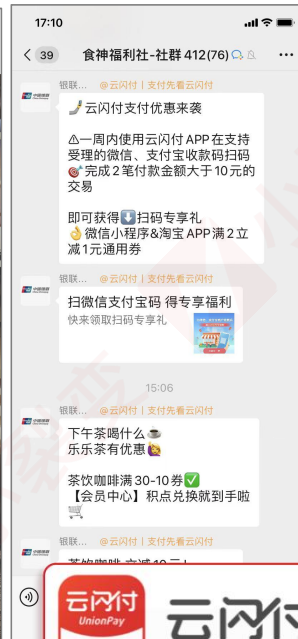 17:10
39
食神福利社-社群 412(76)
银联... @云闪付 | 支付先看云闪付
🤳云闪付支付优惠来袭
⚠一周内使用云闪付 APP在支持
受理的微信、支付宝收款码扫码
🎯 完成2笔付款金额大于10元的
交易
即可获得⬇️扫码专享礼
👌微信小程序&淘宝APP满2立
减1元通用券
银联... @云闪付 | 支付先看云闪付
扫微信支付宝码 得专享福利
快来领取扫码专享礼
15:06
银联... @云闪付 | 支付先看云闪付
下午茶喝什么☕
乐乐茶有优惠🙋
茶饮咖啡满30-10券✅
【会员中心】积点兑换就到手啦
🛒
银联... @云闪付 | 支付先看云闪付
云闪付
UnionPay
云闪付